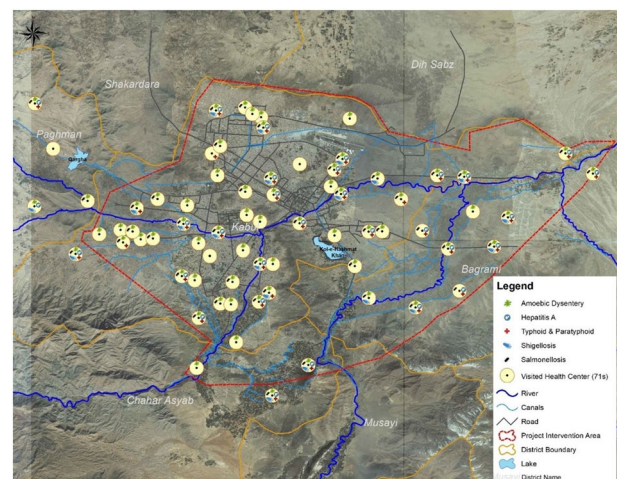 Shakardara
Dih Sabz
Paghman
Qargha
Kabul
Kol-e-Hashmat
Khan
Bagrami
Chahar Asyab
Musayi
Legend
Amoebic Dysentery
Hepatitis A
Typhoid & Paratyphoid
Shigellosis
Salmonellosis
Visited Health Center (71s)
River
Canals
Road
Project Intervention Area
District Boundary
Lake
District Name